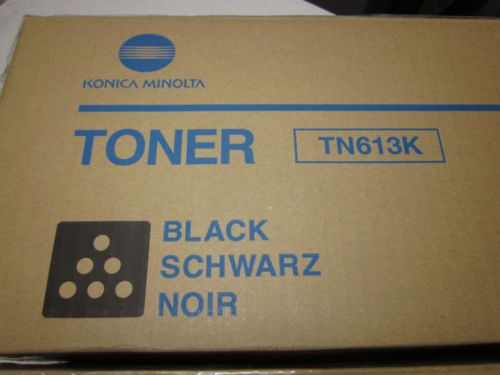 KONICA MINOLTA
TONER
TN613K
BLACK
SCHWARZ
NOIR